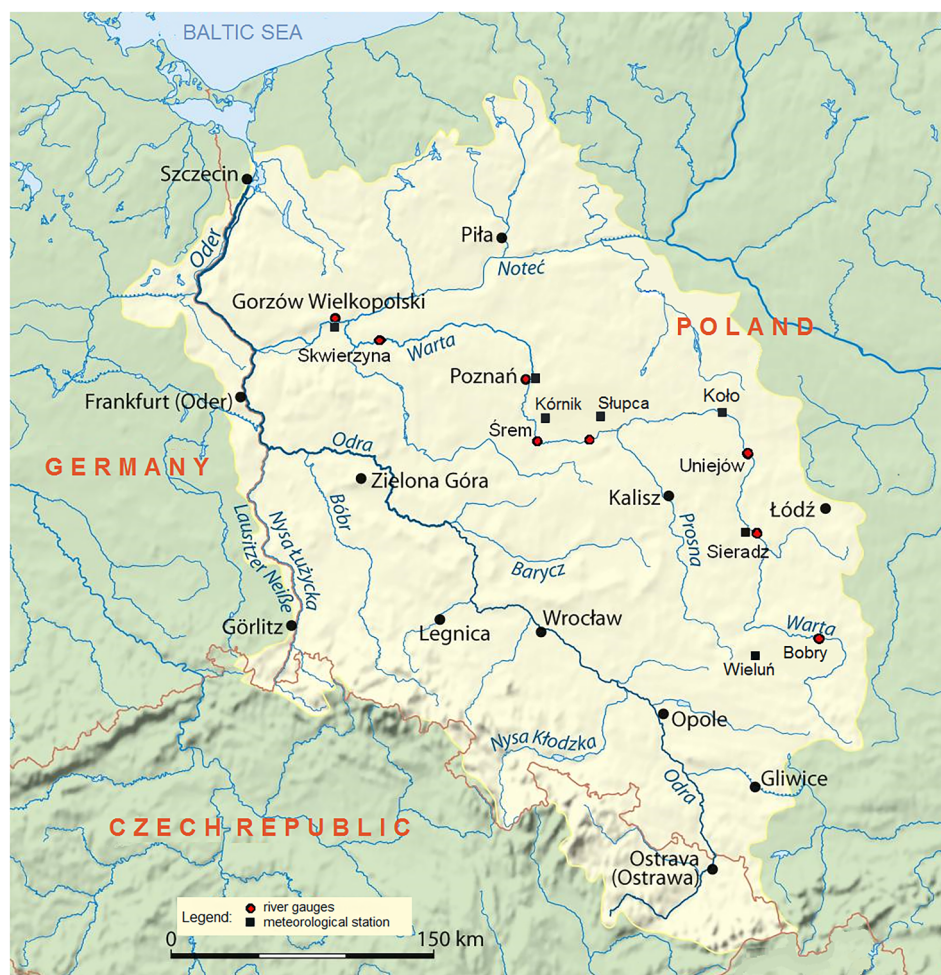 BALTIC SEA
Szczecin
Oder
Piła
Noteć
Gorzów Wielkopolski
POLAND
Skwierzyna
Warta
Poznań
Frankfurt (Oder)
Kórnik
Słupca
Koło
Śrem
Odra
GERMANY
Uniejów
Zielona Góra
Kalisz
Łódź
Bóbr
Prosna
Lausitzer Neiße
Nysa Łużycka
Sieradz
Barycz
Görlitz
Legnica
Wrocław
Warta
Bobry
Wieluń
Opole
Nysa Kłodzka
Odra
Gliwice
CZECH REPUBLIC
Ostrava
(Ostrawa)
Legend:
river gauges
meteorological station
0 150 km